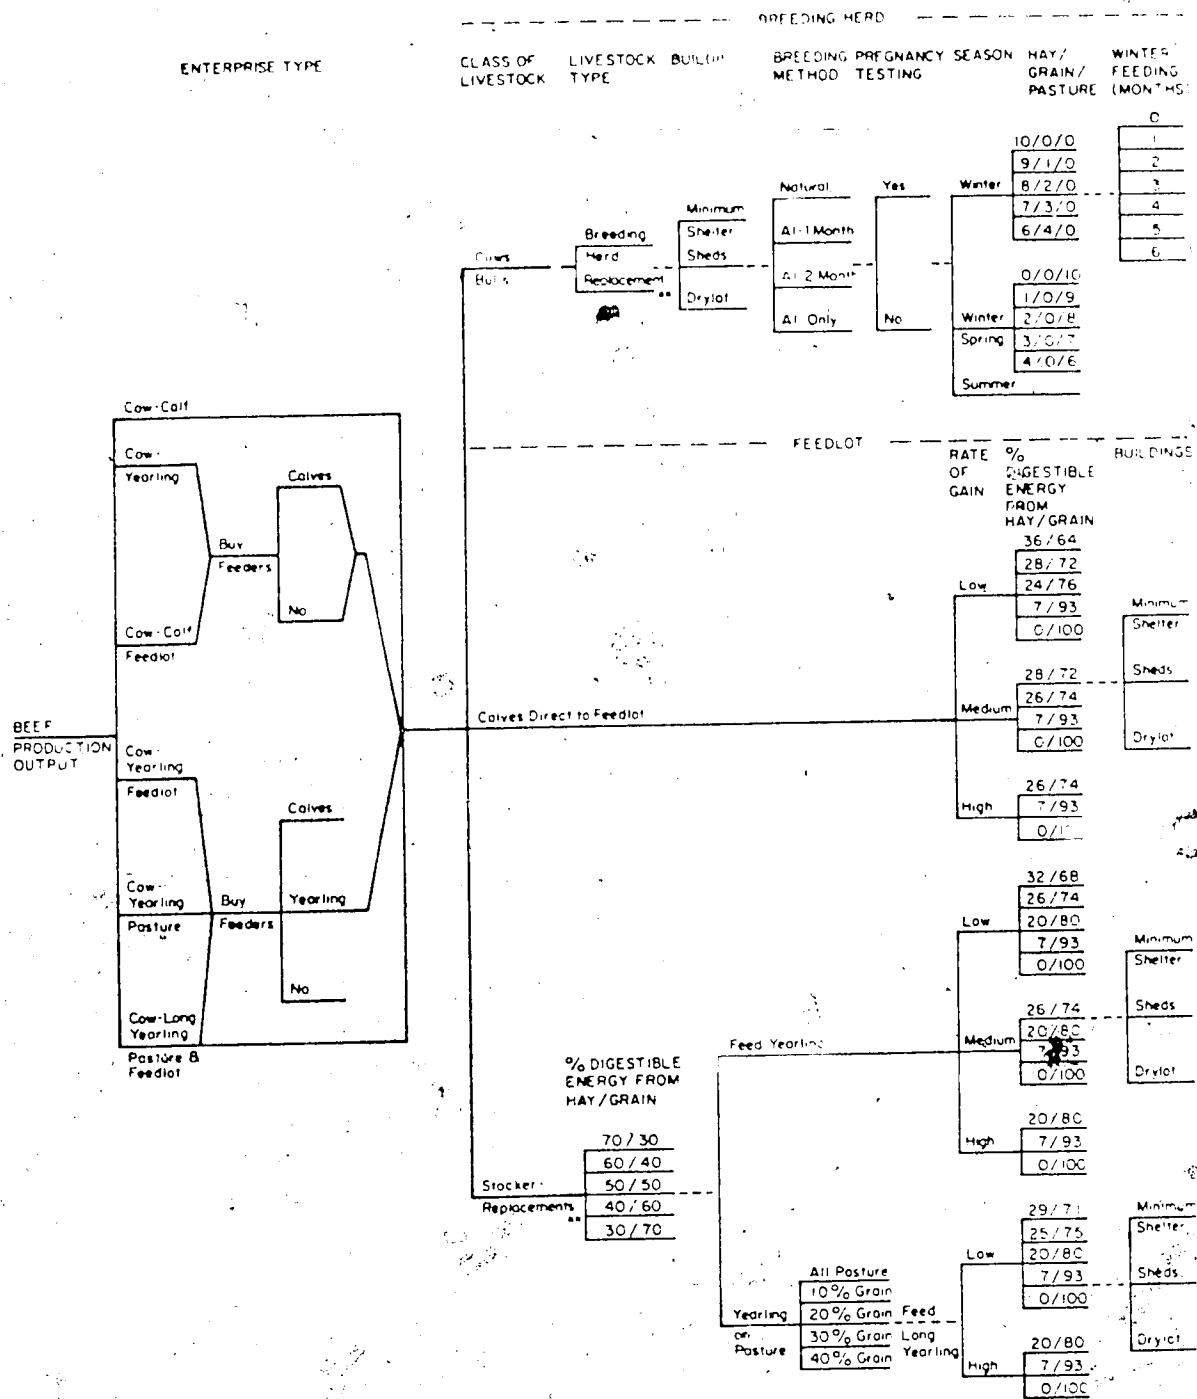 BREEDING HERD
ENTERPRISE TYPE
CLASS OF
LIVESTOCK
LIVESTOCK
TYPE
BREEDING
METHOD
PREGNANCY
TESTING
SEASON
HAY/
GRAIN/
PASTURE
WINTER
FEEDING
(MONTHS)
0
1
2
3
4
5
6
10/0/0
9/1/0
8/2/0
7/3/0
6/4/0
Winter
Yes
Natural
Minimum
Shelter
Sheds
Drylot
Breeding
Herd
Replacement
**
Cows
Bulls
AI-1 Month
AI-2 Month
AI Only
No
0/0/10
1/0/9
2/0/8
3/0/7
4/0/6
Winter
Spring
Summer
FEEDLOT
RATE
OF
GAIN
%
DIGESTIBLE
ENERGY
FROM
HAY/GRAIN
BUILDINGS
Cow-Calf
Cow-
Yearling
Calves
Buy
Feeders
No
Cow-Calf
Feedlot
36/64
28/72
24/76
7/93
0/100
Low
Minimum
Shelter
Sheds
Drylot
28/72
26/74
7/93
0/100
Medium
Calves Direct to Feedlot
BEEF
PRODUCTION
OUTPUT
Cow-
Yearling
Feedlot
Calves
26/74
7/93
High
Cow-
Yearling
Pasture
Buy
Feeders
Yearling
No
Cow-Long
Yearling
Pasture &
Feedlot
32/68
26/74
20/80
7/93
0/100
Low
Minimum
Shelter
Sheds
Drylot
26/74
20/80
0/100
Medium
Feed Yearling
20/80
7/93
0/100
High
% DIGESTIBLE
ENERGY FROM
HAY/GRAIN
70/30
60/40
50/50
40/60
30/70
Stocker
Replacements
**
29/71
25/75
20/80
7/93
0/100
Low
Minimum
Shelter
Sheds
Drylot
All Posture
10% Grain
20% Grain
30% Grain
40% Grain
Yearling
on
Pasture
Feed
Long
Yearling
High
20/80
7/93
0/100